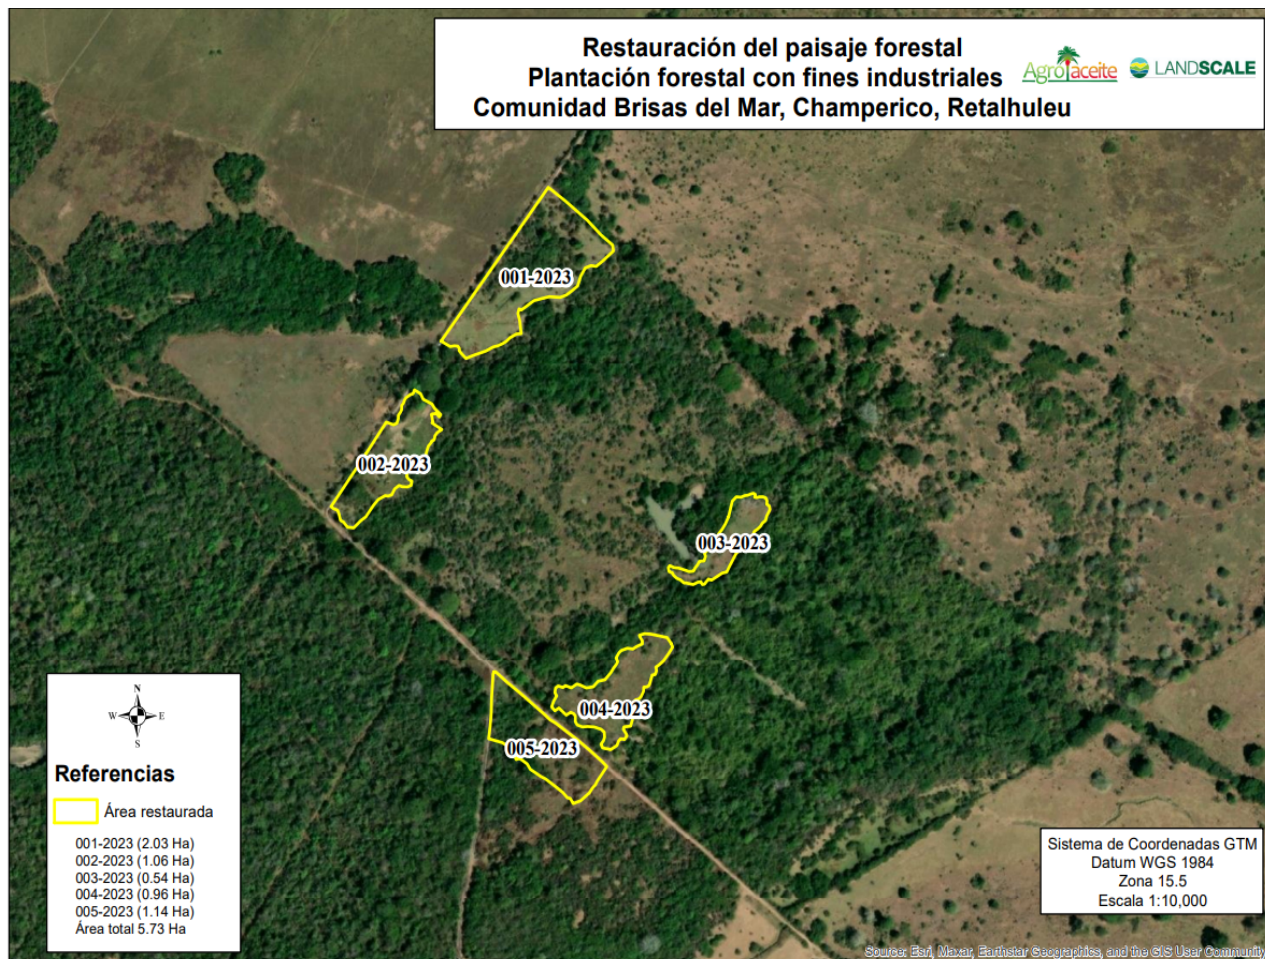 Restauración del paisaje forestal
Plantación forestal con fines industriales
Comunidad Brisas del Mar, Champerico, Retalhuleu
Agroaceite
LANDSCALE
001-2023
002-2023
003-2023
004-2023
005-2023
N
W E
S
Referencias
Área restaurada
001-2023 (2.03 Ha)
002-2023 (1.06 Ha)
003-2023 (0.54 Ha)
004-2023 (0.96 Ha)
005-2023 (1.14 Ha)
Área total 5.73 Ha
Sistema de Coordenadas GTM
Datum WGS 1984
Zona 15.5
Escala 1:10,000
Source: Esri, Maxar, Earthstar Geographics, and the GIS User Community